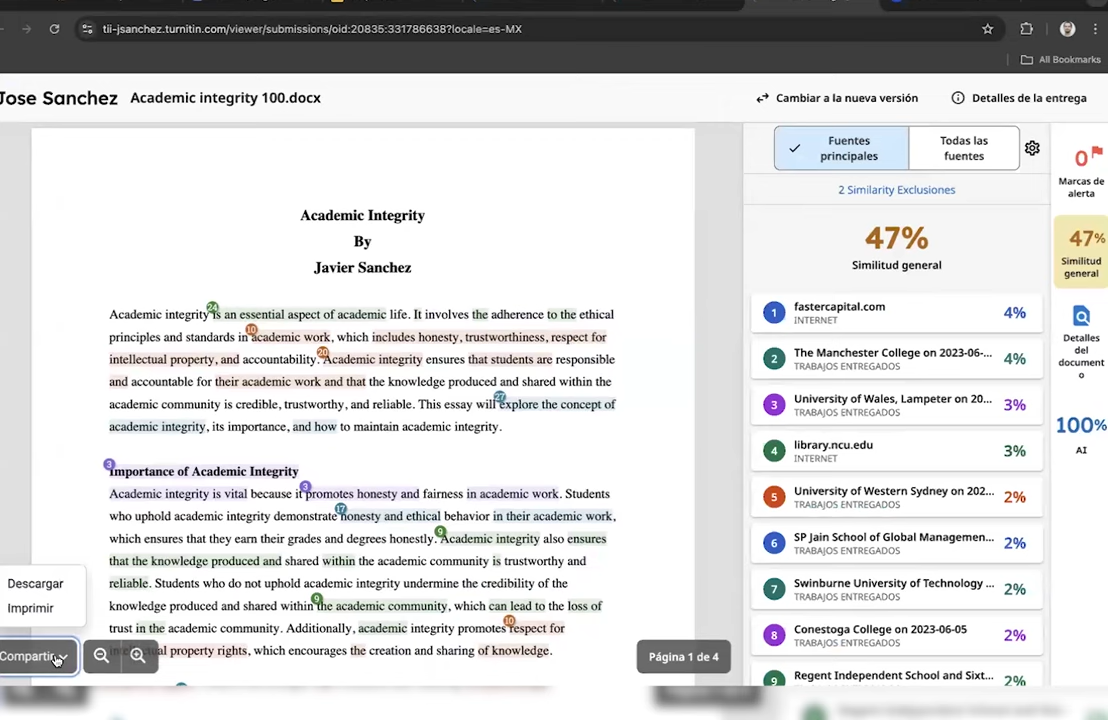 tii-jsanchez.turnitin.com/viewer/submissions/oid:20835:331786638?locale=es-MX
All Bookmarks
Jose Sanchez
Academic integrity 100.docx
Cambiar a la nueva versión
Detalles de la entrega
Academic Integrity
By
Javier Sanchez
24
Academic integrity is an essential aspect of academic life. It involves the adherence to the ethical
10
principles and standards in academic work, which includes honesty, trustworthiness, respect for
20
intellectual property, and accountability. Academic integrity ensures that students are responsible
and accountable for their academic work and that the knowledge produced and shared within the
27
academic community is credible, trustworthy, and reliable. This essay will explore the concept of
academic integrity, its importance, and how to maintain academic integrity.
3
Importance of Academic Integrity
3
Academic integrity is vital because it promotes honesty and fairness in academic work. Students
17
who uphold academic integrity demonstrate honesty and ethical behavior in their academic work,
9
which ensures that they earn their grades and degrees honestly. Academic integrity also ensures
that the knowledge produced and shared within the academic community is trustworthy and
reliable. Students who do not uphold academic integrity undermine the credibility of the
9
knowledge produced and shared within the academic community, which can lead to the loss of
10
trust in the academic community. Additionally, academic integrity promotes respect for
property rights, which encourages the creation and sharing of knowledge.
Descargar
Imprimir
Compartir
Página 1 de 4
Fuentes
principales
Todas las
fuentes
2 Similarity Exclusiones
47%
Similitud general
1
fastercapital.com
INTERNET
4%
2
The Manchester College on 2023-06-...
TRABAJOS ENTREGADOS
4%
3
University of Wales, Lampeter on 20...
TRABAJOS ENTREGADOS
3%
4
library.ncu.edu
INTERNET
3%
5
University of Western Sydney on 202...
TRABAJOS ENTREGADOS
2%
6
SP Jain School of Global Managemen...
TRABAJOS ENTREGADOS
2%
7
Swinburne University of Technology ...
TRABAJOS ENTREGADOS
2%
8
Conestoga College on 2023-06-05
TRABAJOS ENTREGADOS
2%
9
Regent Independent School and Sixt...
2%
0
Marcas de
alerta
47%
Similitud
general
Detalles
del
document
o
100%
AI